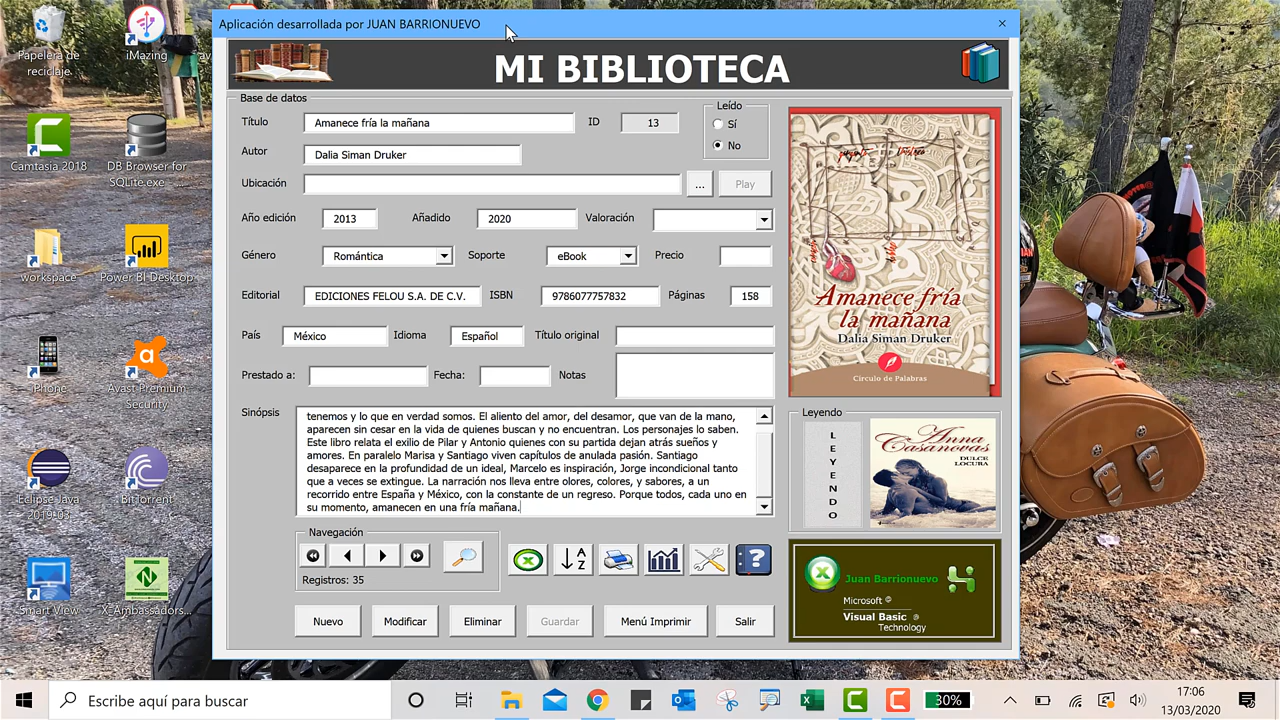 Aplicación desarrollada por JUAN BARRIONUEVO
Papelera de
reciclaje
iMazing
MI BIBLIOTECA
Base de datos
Título
Amanece fría la mañana
ID
13
Leído
Sí
No
Autor
Dalia Siman Druker
Ubicación
...
Play
Año edición
2013
Añadido
2020
Valoración
Género
Romántica
Soporte
eBook
Precio
Editorial
EDICIONES FELOU S.A. DE C.V.
ISBN
9786077757832
Páginas
158
País
México
Idioma
Español
Título original
Prestado a:
Fecha:
Notas
Sinópsis
tenemos y lo que en verdad somos. El aliento del amor, del desamor, que van de la mano,
aparecen sin cesar en la vida de quienes buscan y no encuentran. Los personajes lo saben.
Este libro relata el exilio de Pilar y Antonio quienes con su partida dejan atrás sueños y
amores. En paralelo Marisa y Santiago viven capítulos de anulada pasión. Santiago
desaparece en la profundidad de un ideal, Marcelo es inspiración, Jorge incondicional tanto
que a veces se extingue. La narración nos lleva entre olores, colores, y sabores, a un
recorrido entre España y México, con la constante de un regreso. Porque todos, cada uno en
su momento, amanecen en una fría mañana.
Amanece fría
la mañana
Dalia Siman Druker
Círculo de Palabras
Leyendo
L
E
Y
E
N
D
O
Anna
Casanovas
DULCE
LOCURA
Navegación
Registros: 35
A
Z
?
Nuevo
Modificar
Eliminar
Guardar
Menú Imprimir
Salir
Juan Barrionuevo
Microsoft
Visual Basic
Technology
Camtasia 2018
DB Browser for
SQLite.exe - ...
workspace
Power BI Desktop
iPhone
Avast Premium
Security
Eclipse Java
2019-03
BitTorrent
Smart View
X_Ambassadors...
Escribe aquí para buscar
30%
17:06
13/03/2020